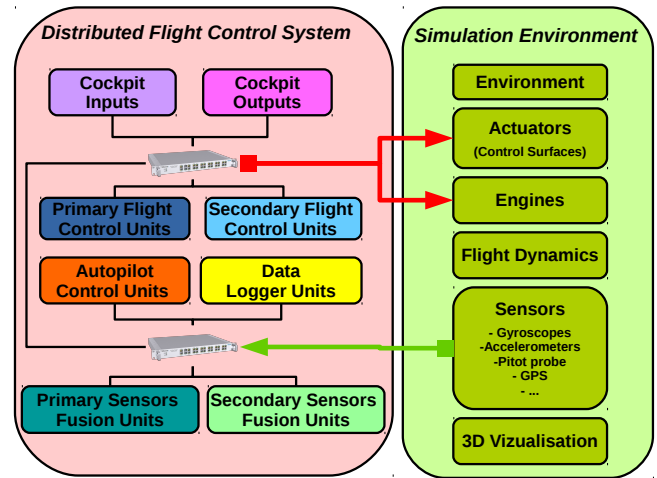 Distributed Flight Control System
Cockpit
Inputs
Cockpit
Outputs
Primary Flight
Control Units
Secondary Flight
Control Units
Autopilot
Control Units
Data
Logger Units
Primary Sensors
Fusion Units
Secondary Sensors
Fusion Units
Simulation Environment
Environment
Actuators
(Control Surfaces)
Engines
Flight Dynamics
Sensors
- Gyroscopes
-Accelerometers
-Pitot probe
- GPS
- ...
3D Vizualisation